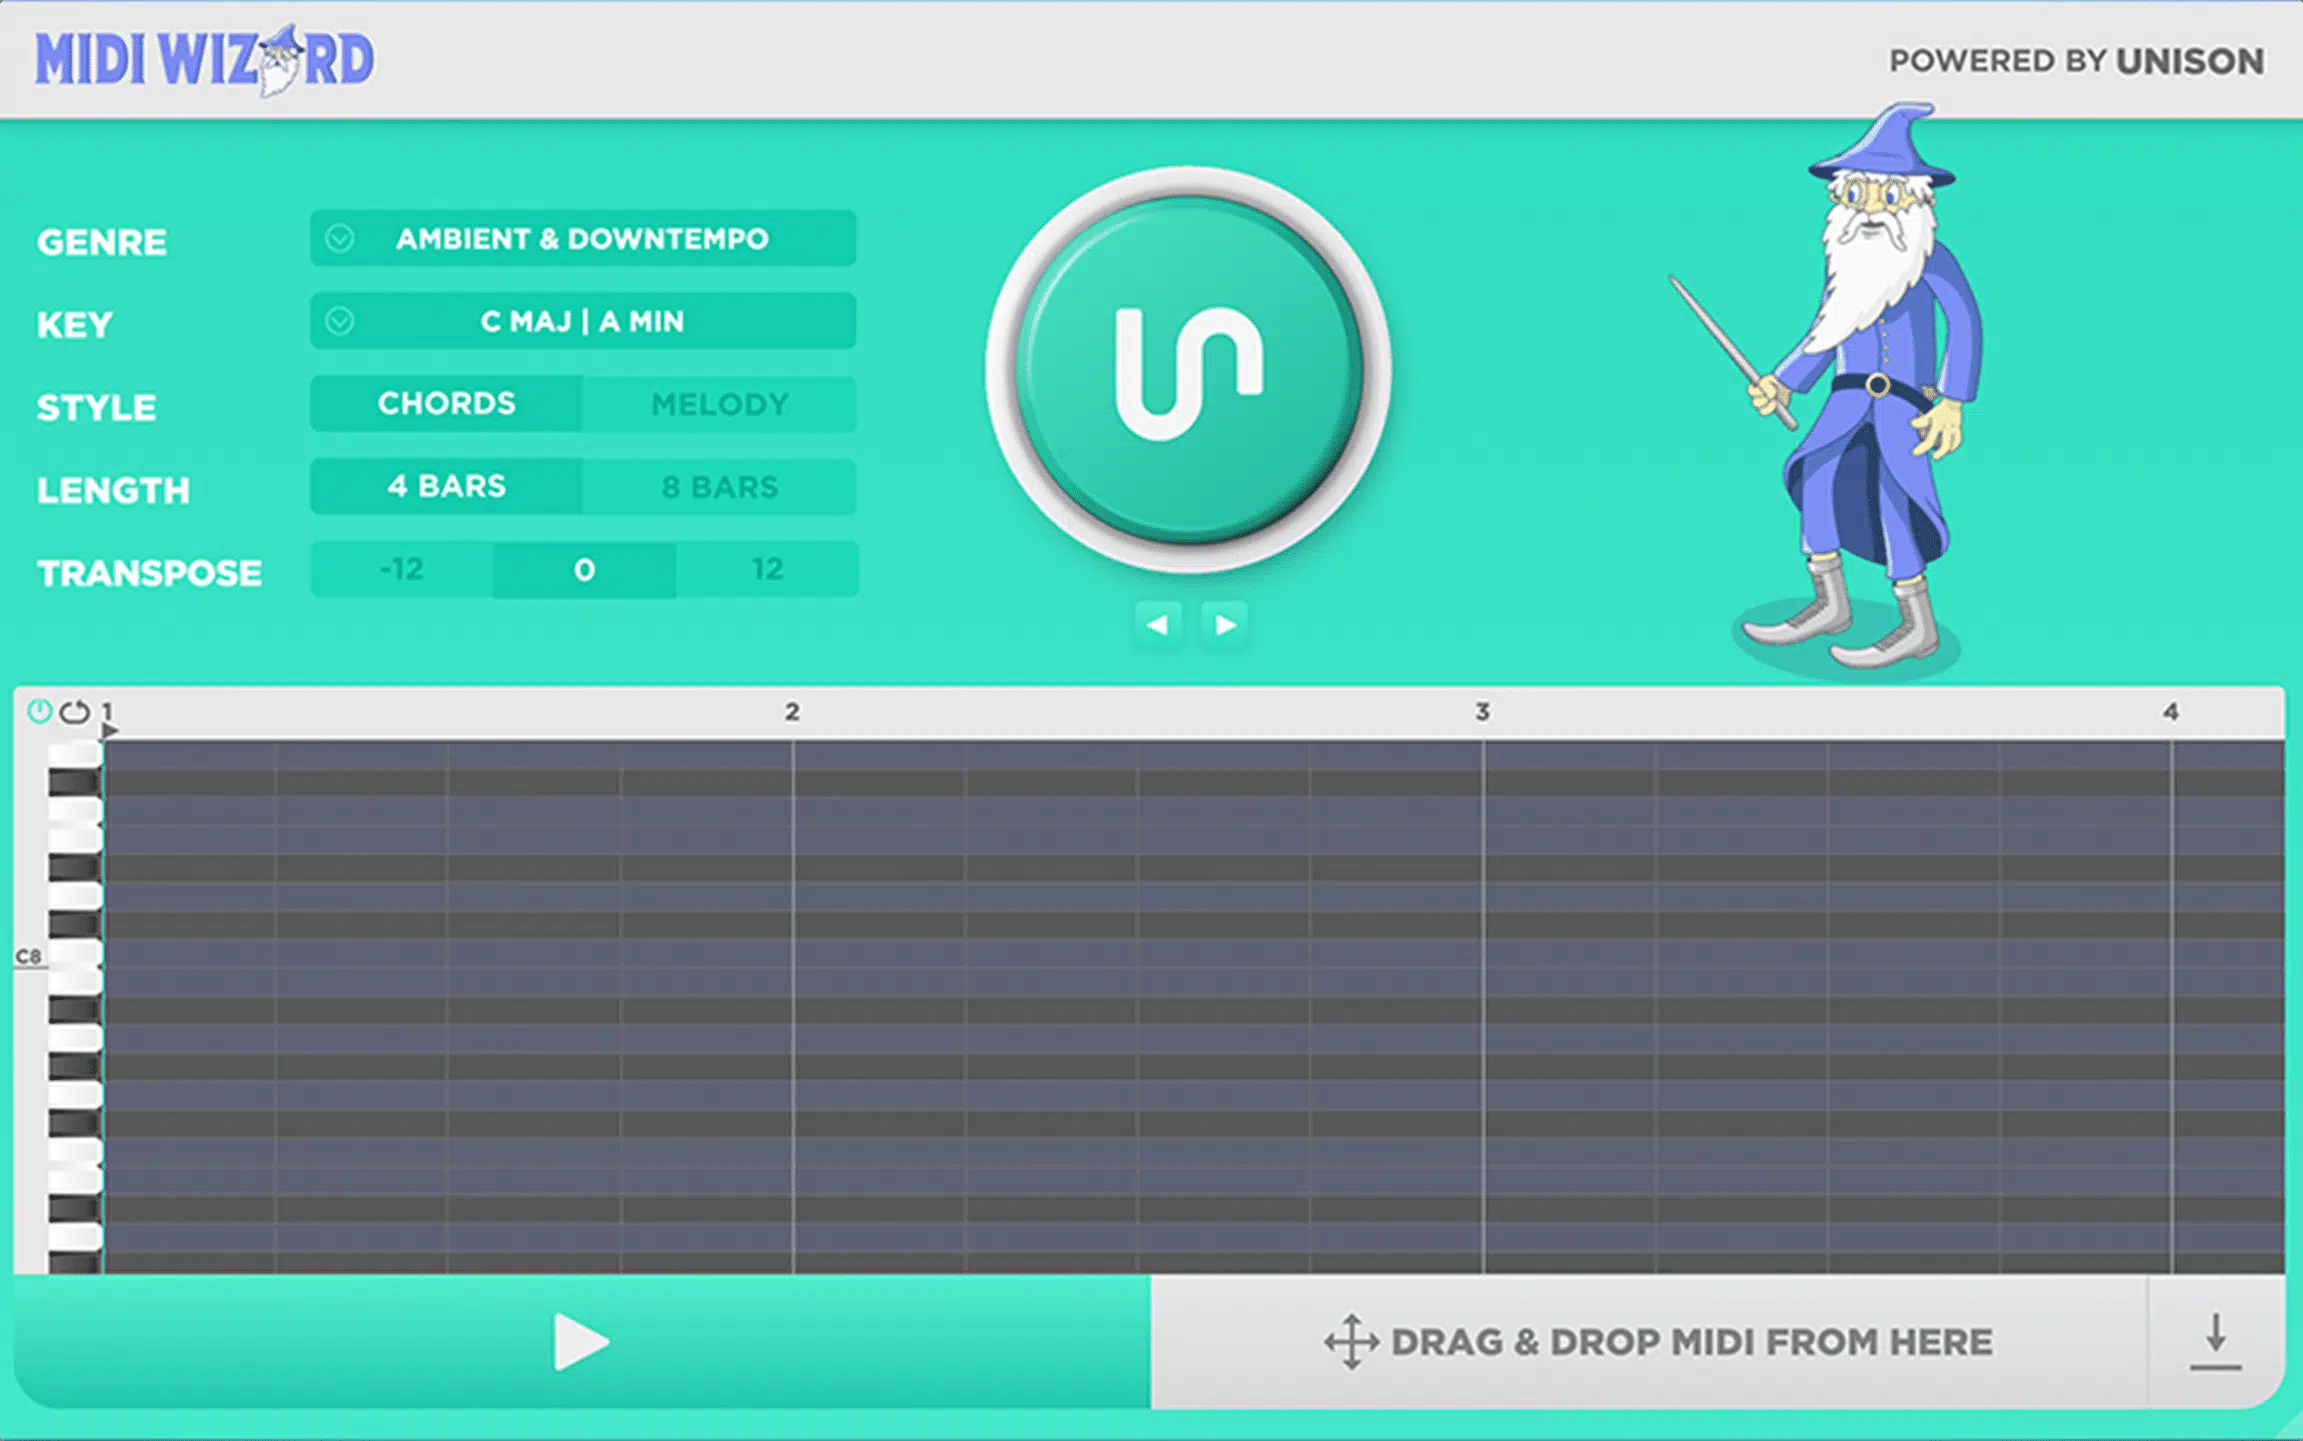 MIDI WIZARD
POWERED BY UNISON
GENRE
AMBIENT & DOWNTEMPO
KEY
C MAJ | A MIN
STYLE
CHORDS MELODY
LENGTH
4 BARS 8 BARS
TRANSPOSE
-12 0 12
1 2 3 4
C8
DRAG & DROP MIDI FROM HERE